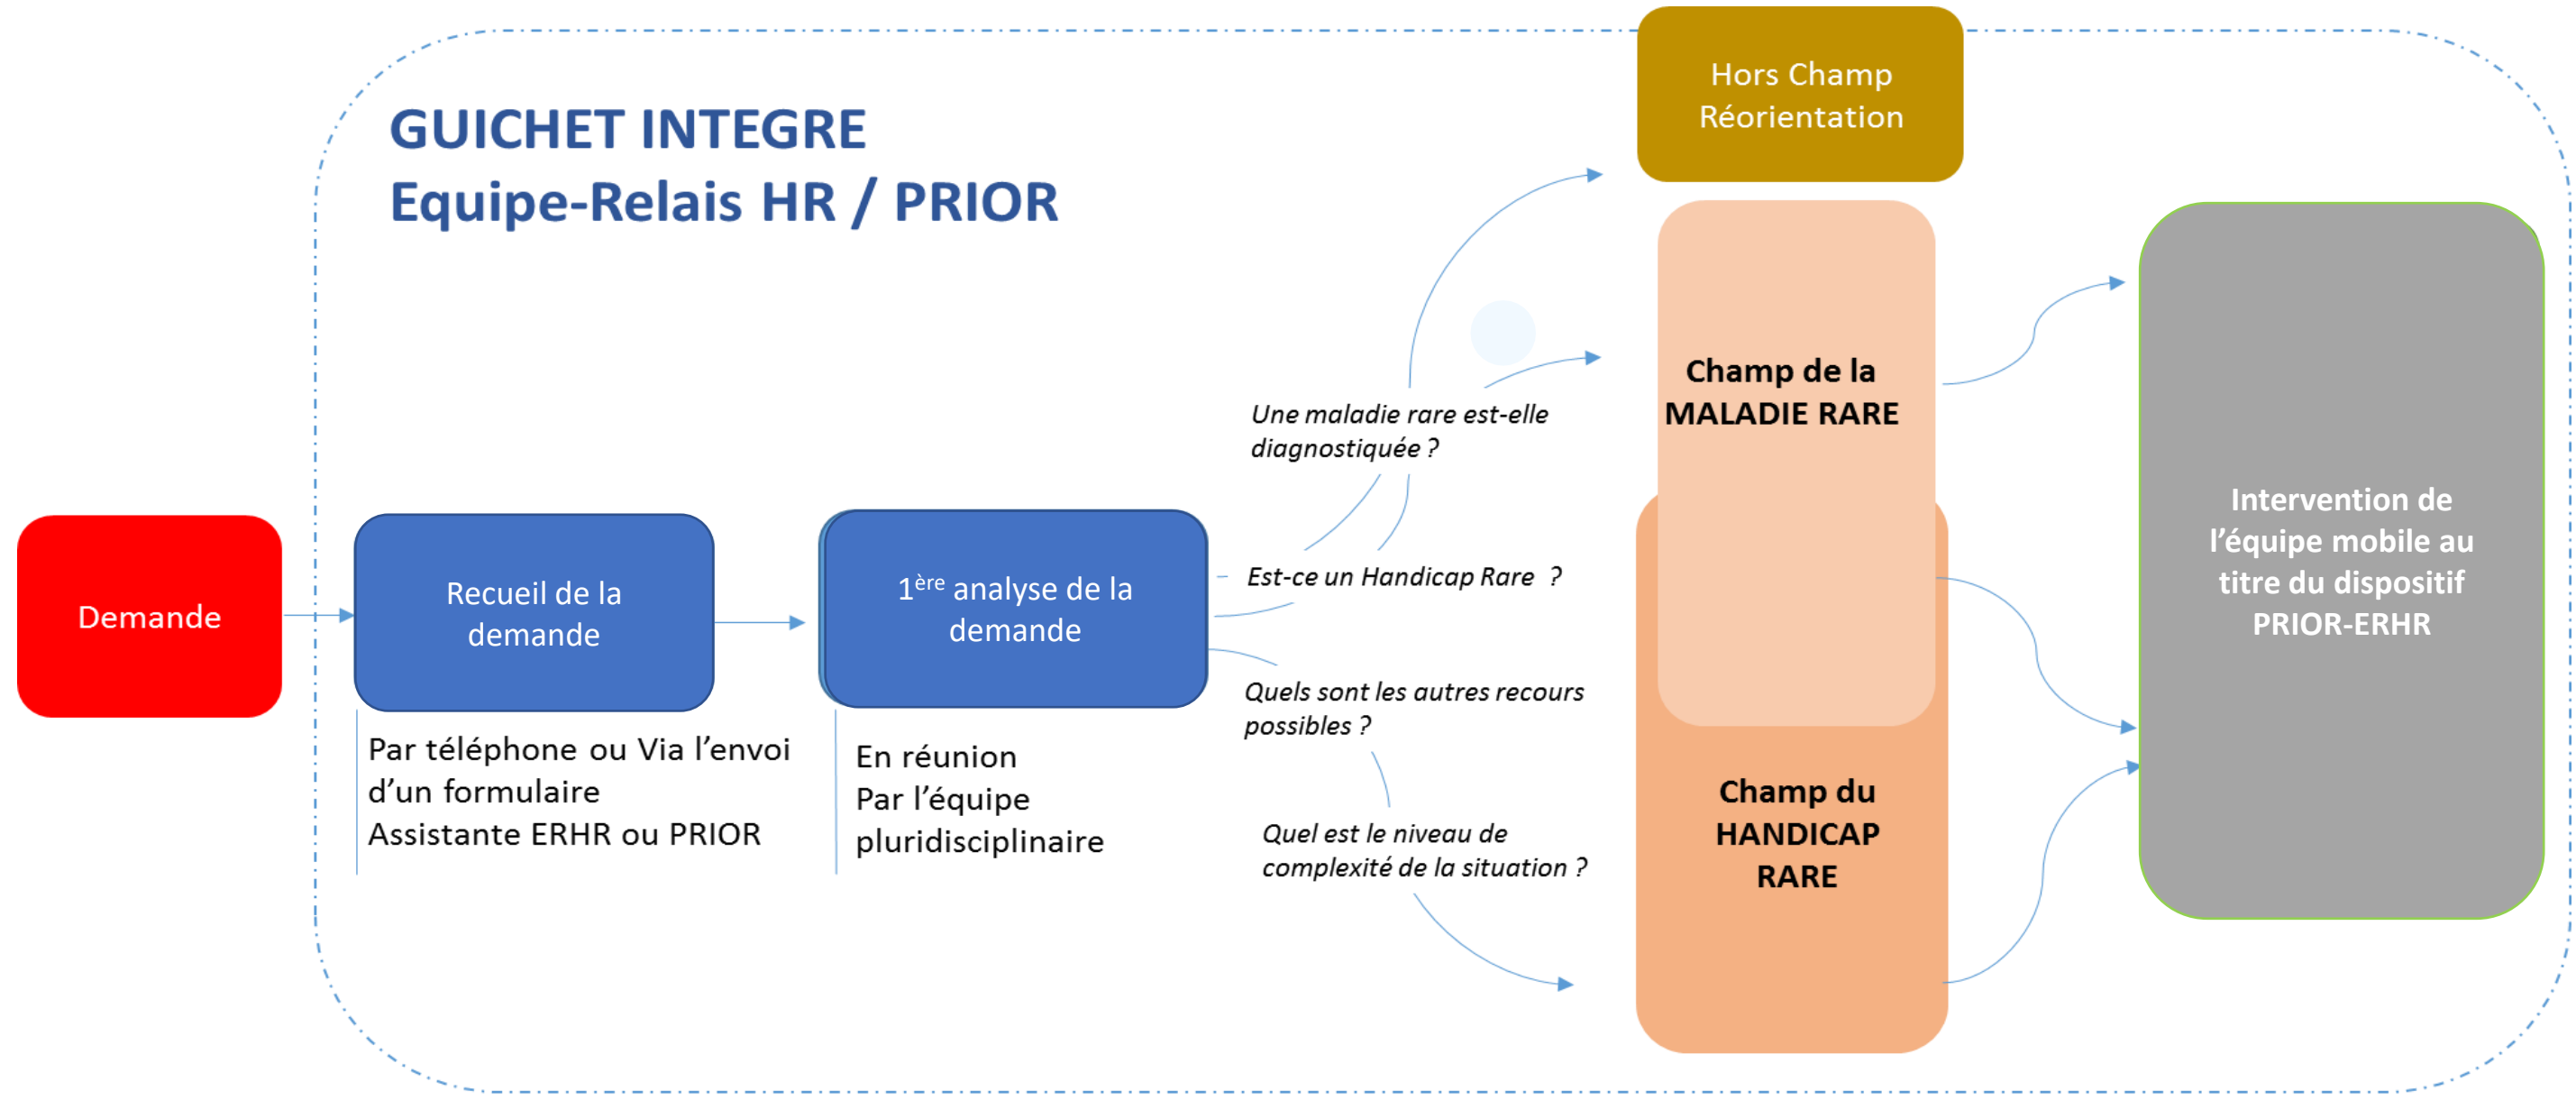 GUICHET INTEGRE
Equipe-Relais HR / PRIOR
Demande
Recueil de la
demande
Par téléphone ou Via l’envoi
d’un formulaire
Assistante ERHR ou PRIOR
1ère analyse de la
demande
En réunion
Par l’équipe
pluridisciplinaire
Une maladie rare est-elle
diagnostiquée ?
Est-ce un Handicap Rare ?
Quels sont les autres recours
possibles ?
Quel est le niveau de
complexité de la situation ?
Hors Champ
Réorientation
Champ de la
MALADIE RARE
Champ du
HANDICAP
RARE
Intervention de
l’équipe mobile au
titre du dispositif
PRIOR-ERHR